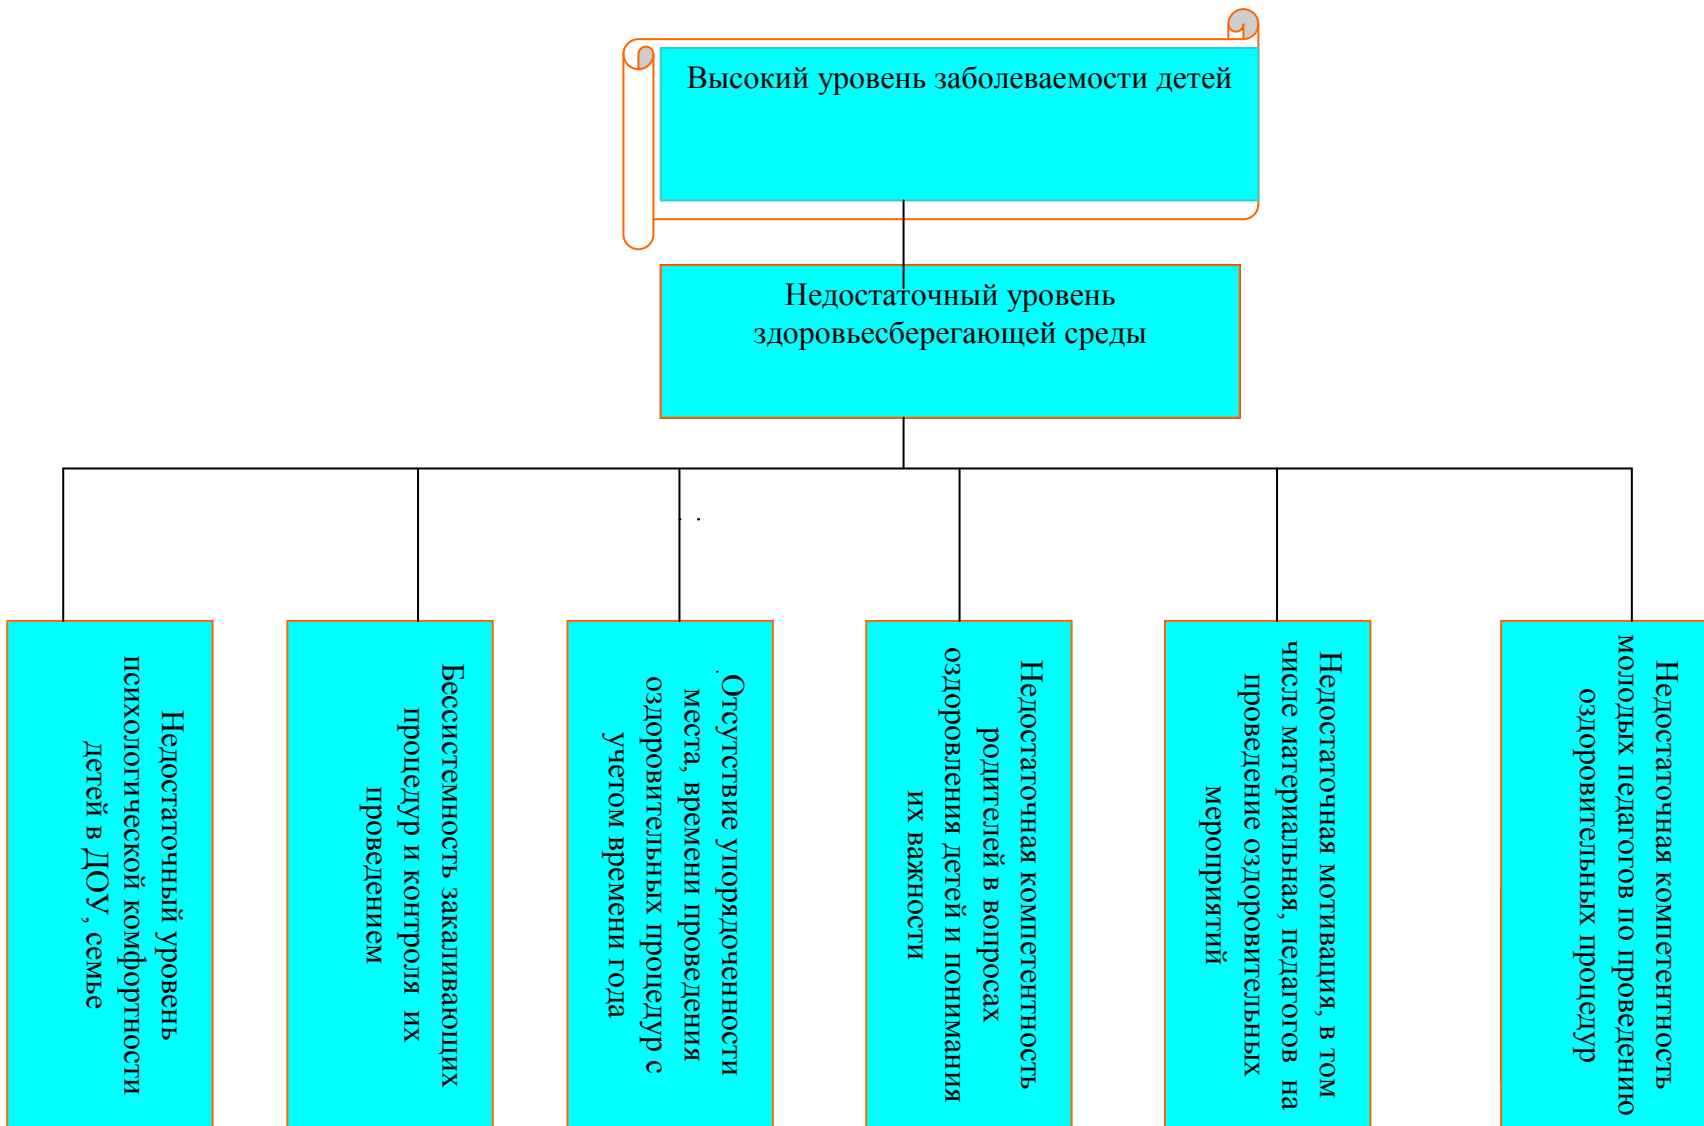 Высокий уровень заболеваемости детей
Недостаточный уровень
здоровьесберегающей среды
Недостаточный уровень
психологической комфортности
детей в ДОУ, семье
Бессистемность закаливающих
процедур и контроля их
проведением
.Отсутствие упорядоченности
места, времени проведения
оздоровительных процедур с
учетом времени года
Недостаточная компетентность
родителей в вопросах
оздоровления детей и понимания
их важности
Недостаточная мотивация, в том
числе материальная, педагогов на
проведение оздоровительных
мероприятий
Недостаточная компетентность
молодых педагогов по проведению
оздоровительных процедур